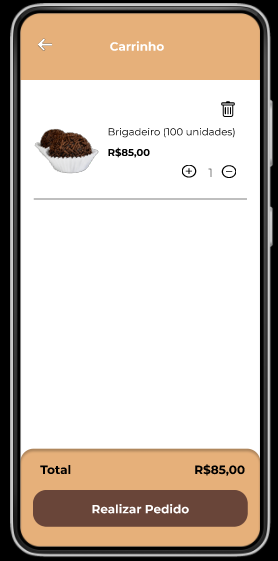 Carrinho
Brigadeiro (100 unidades)
R$85,00
1
Total R$85,00
Realizar Pedido